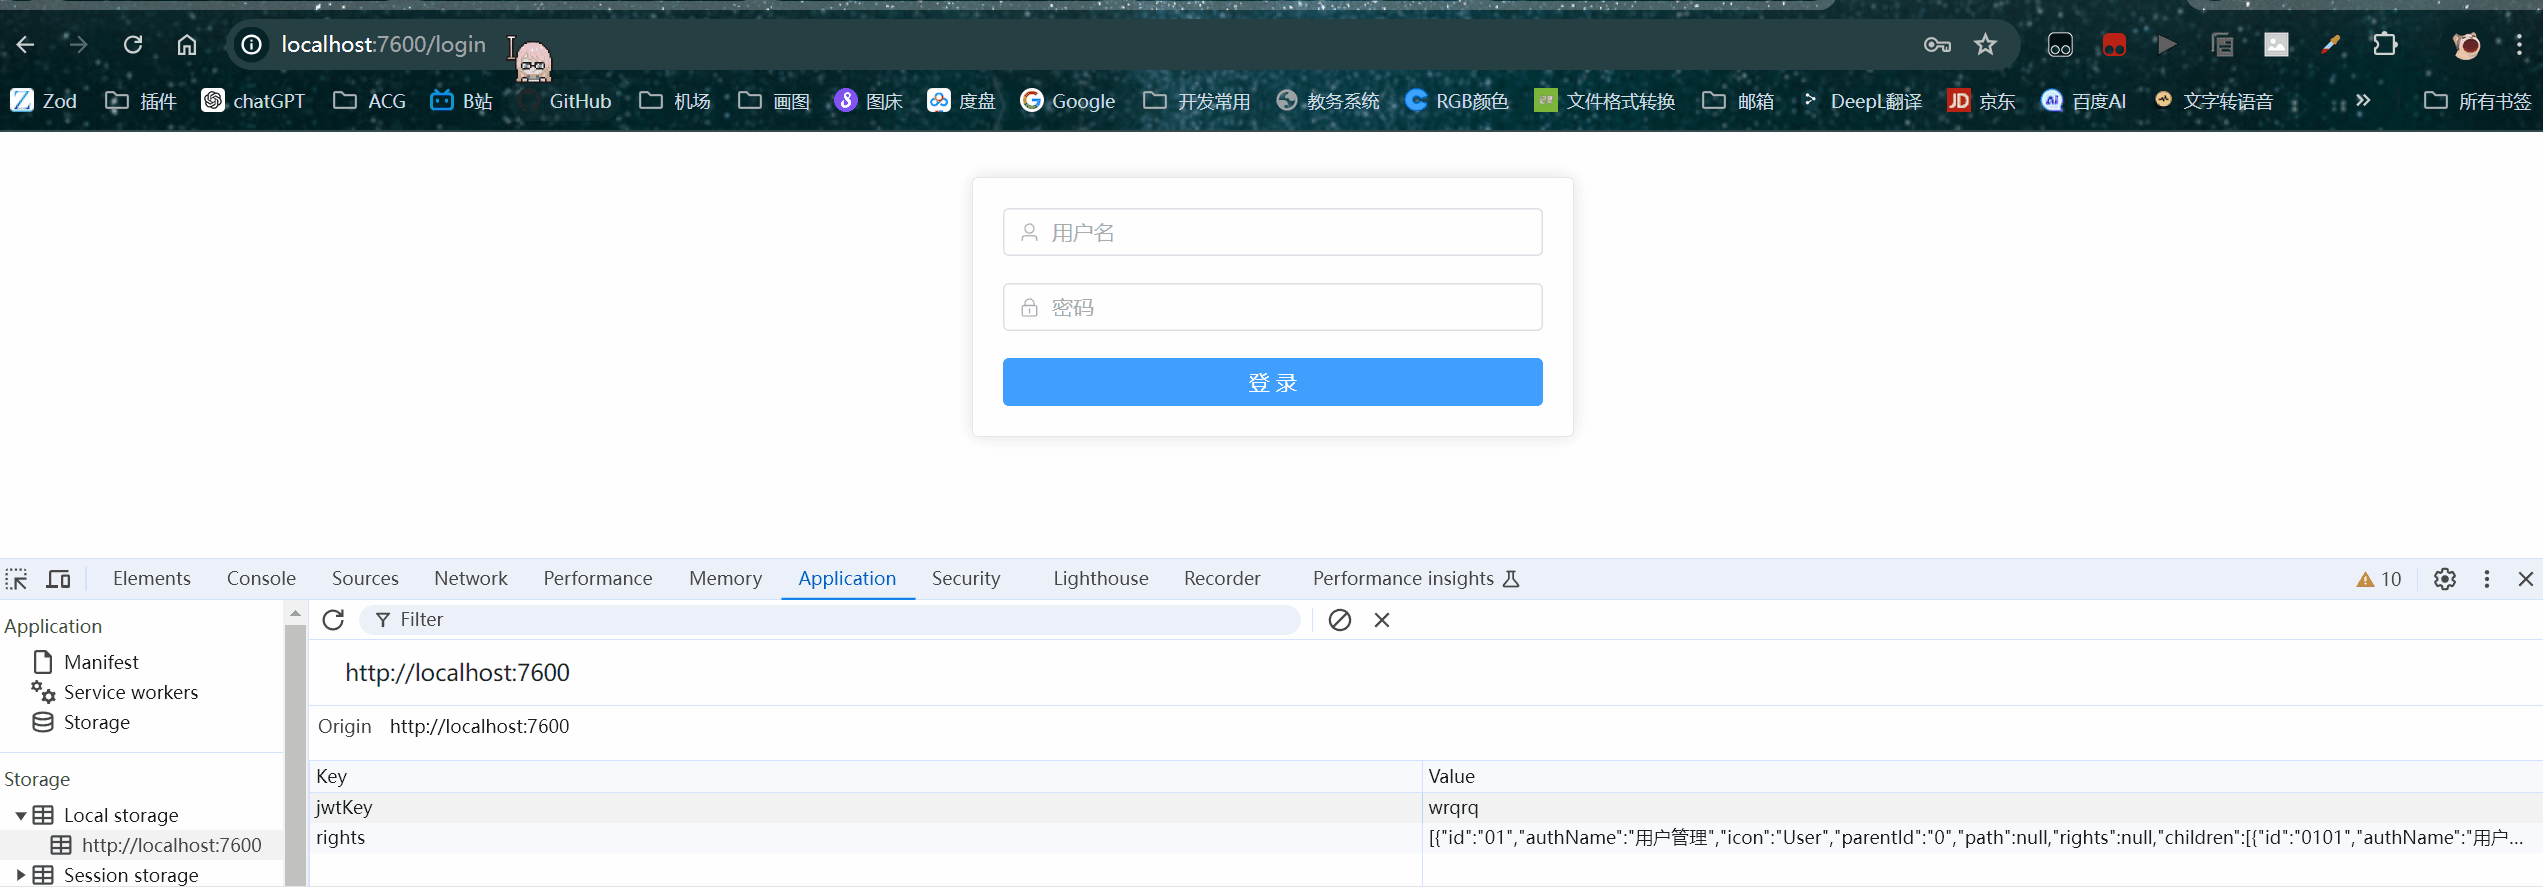 localhost:7600/login
Zod 插件 chatGPT ACG B站 GitHub 机场 画图 图床 度盘 Google 开发常用 教务系统 RGB颜色 文件格式转换 邮箱 DeepL翻译 JD 京东 Ai 百度AI 文字转语音 所有书签
用户名
密码
登 录
Elements Console Sources Network Performance Memory Application Security Lighthouse Recorder Performance insights 10
Application
Filter
Manifest
Service workers
Storage
http://localhost:7600
Origin http://localhost:7600
Storage
Local storage
http://localhost:7600
Session storage
Key Value
jwtKey wrqrq
rights [{"id":"01","authName":"用户管理","icon":"User","parentId":"0","path":null,"rights":null,"children":[{"id":"0101","authName":"用户...